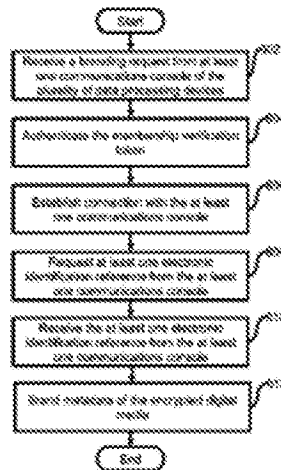 Start
Receive a branding request from at least
one communications console of the
plurality of data processing devices
Authenticate the membership verification
token
Establish connection with the at least
one communications console
Request at least one electronic
identification reference from the at least
one communications console
Receive the at least one electronic
identification reference from the at least
one communications console
Brand metadata of the encrypted digital
media
End